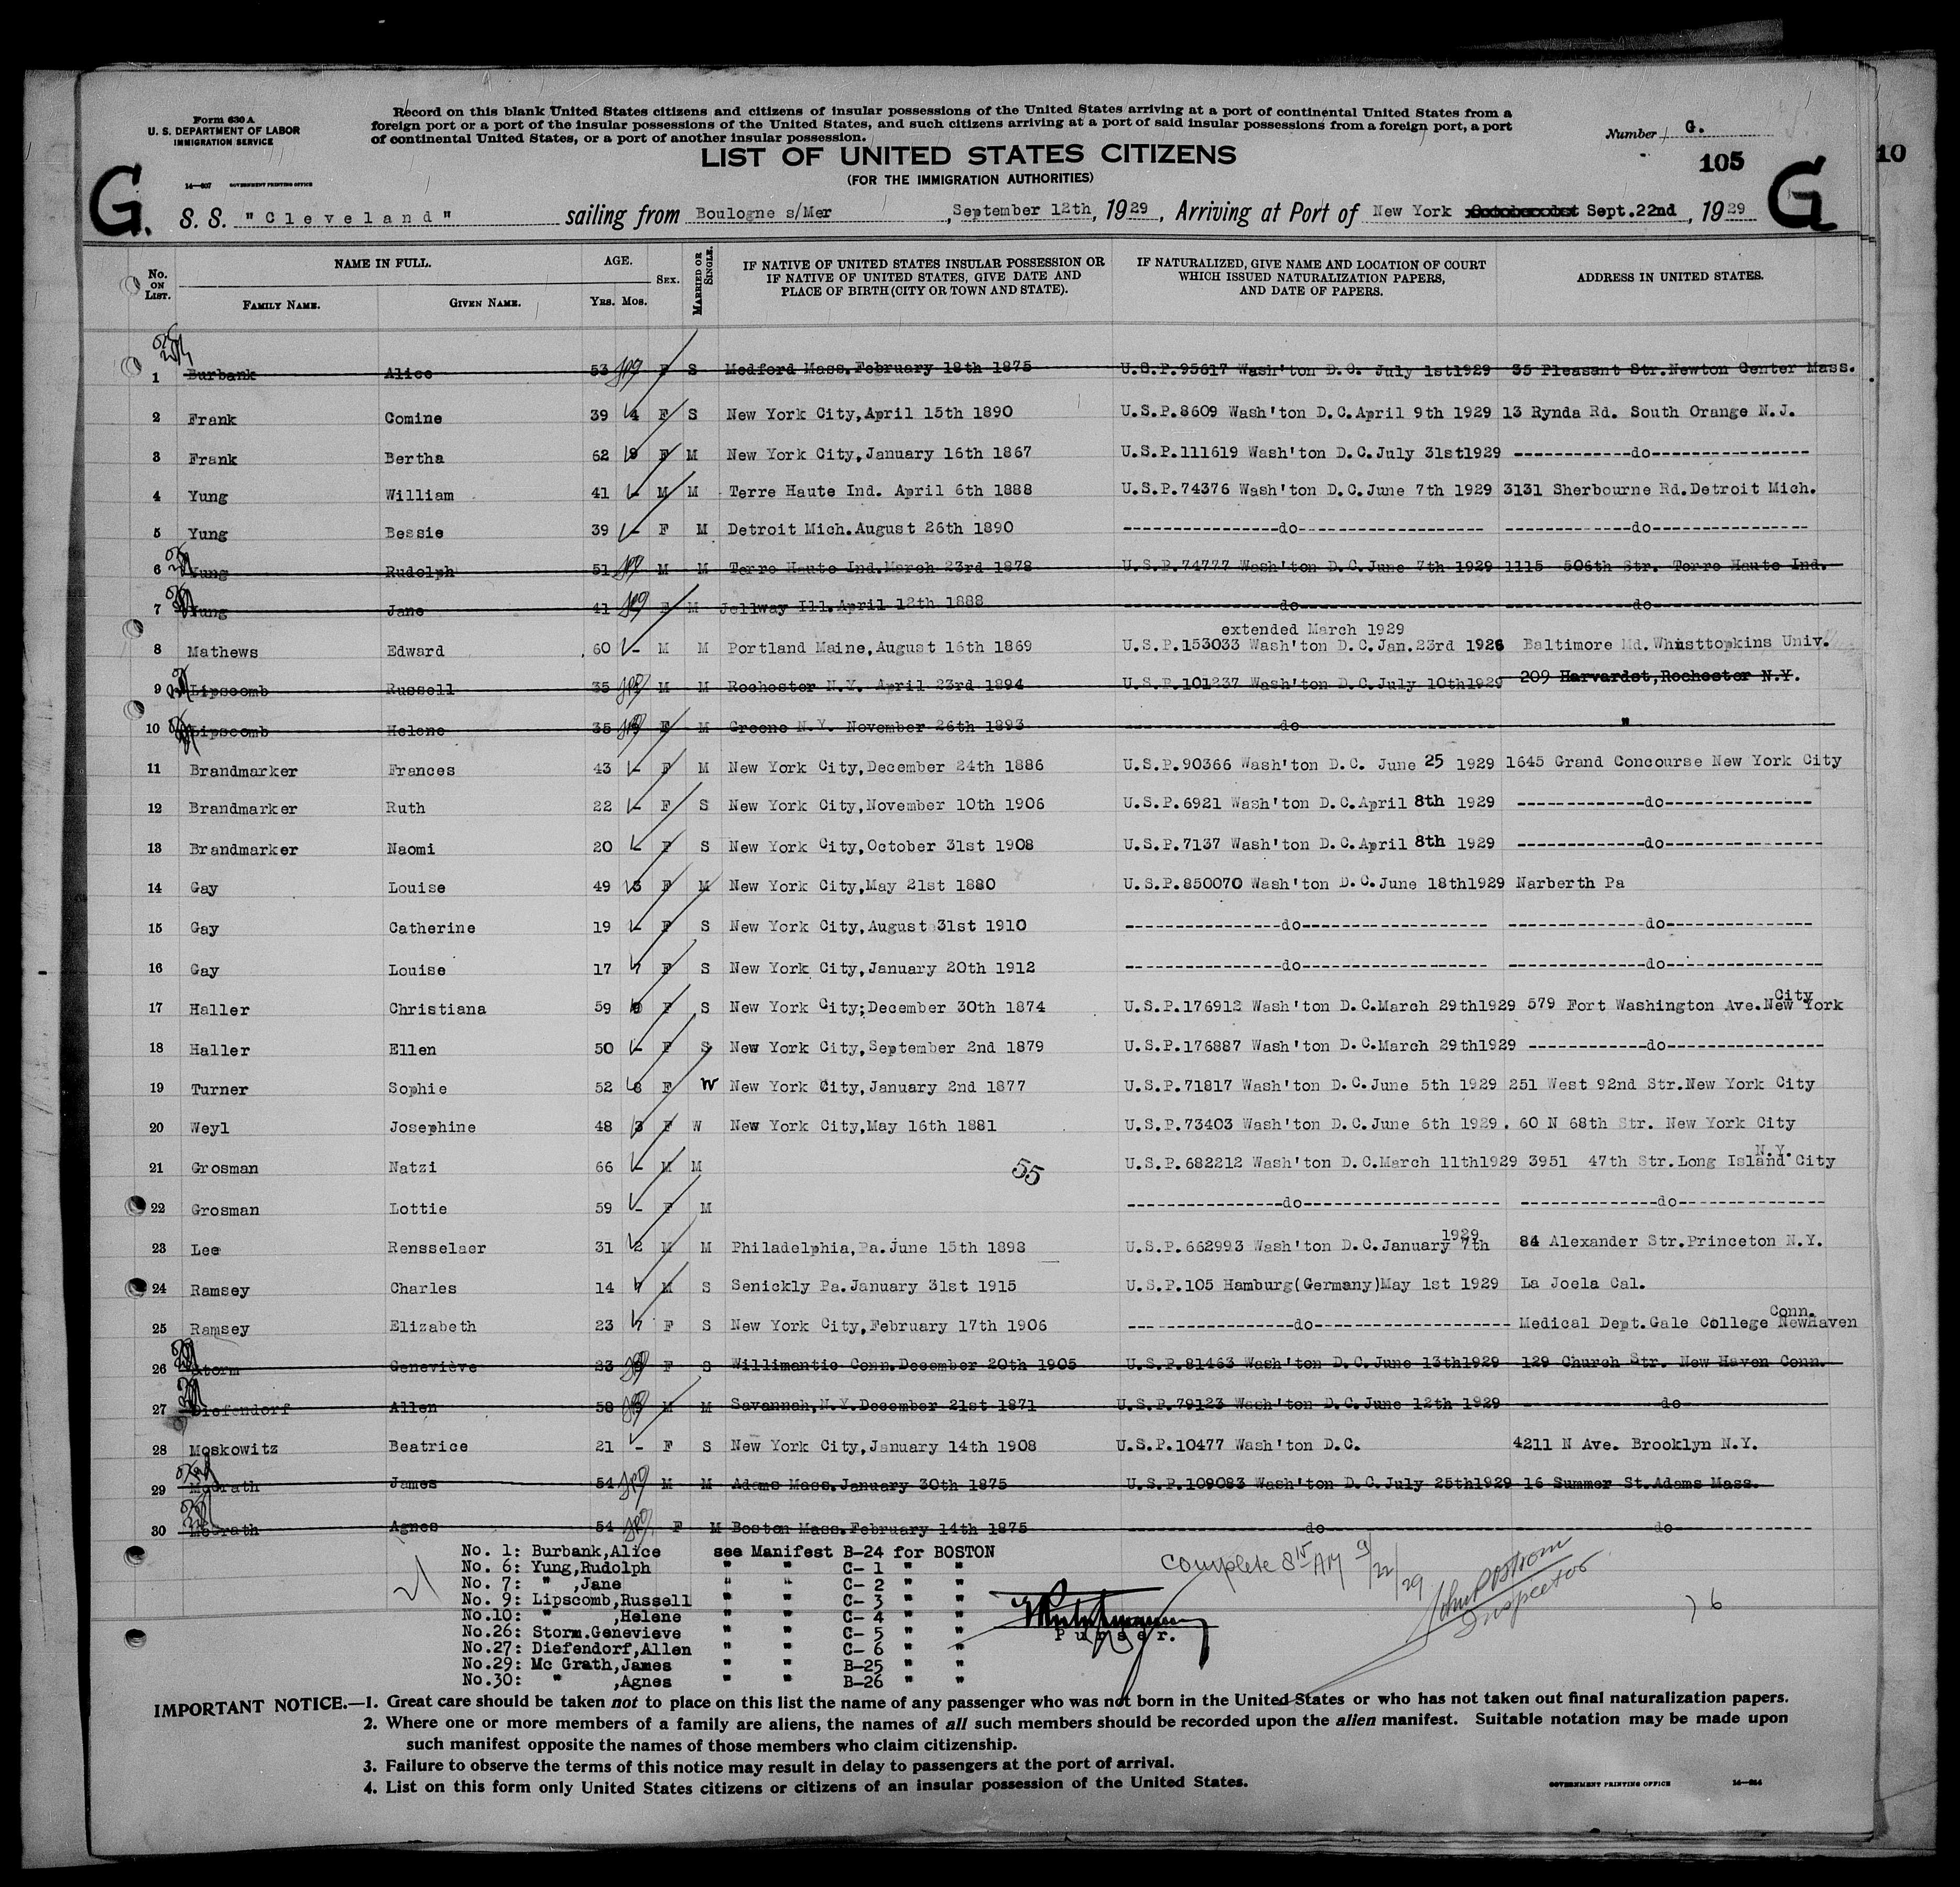 Form 630 A
U. S. DEPARTMENT OF LABOR
IMMIGRATION SERVICE
14—807 GOVERNMENT PRINTING OFFICE
Record on this blank United States citizens and citizens of insular possessions of the United States arriving at a port of continental United States from a
foreign port or a port of the insular possessions of the United States, and such citizens arriving at a port of said insular possessions from a foreign port, a port
of continental United States, or a port of another insular possession.
LIST OF UNITED STATES CITIZENS
(FOR THE IMMIGRATION AUTHORITIES)
Number G.
105
10
G.
G
S. S. "Cleveland" sailing from Boulogne s/Mer, September 12th, 1929, Arriving at Port of New York Sept.22nd, 1929
No. ON LIST. NAME IN FULL. FAMILY NAME. GIVEN NAME. AGE. YRS. MOS. SEX. MARRIED OR SINGLE. IF NATIVE OF UNITED STATES INSULAR POSSESSION OR IF NATIVE OF UNITED STATES, GIVE DATE AND PLACE OF BIRTH (CITY OR TOWN AND STATE). IF NATURALIZED, GIVE NAME AND LOCATION OF COURT WHICH ISSUED NATURALIZATION PAPERS, AND DATE OF PAPERS. ADDRESS IN UNITED STATES.
1 Burbank Alice 53 F S Medford Mass.February 18th 1875 U.S.P.95617 Wash'ton D.C. July 1st1929 35 Pleasant Str.Newton Center Mass.
2 Frank Comine 39 4 F S New York City,April 15th 1890 U.S.P.8609 Wash'ton D.C.April 9th 1929 13 Rynda Rd. South Orange N.J.
3 Frank Bertha 62 9 F M New York City,January 16th 1867 U.S.P.111619 Wash'ton D.C.July 31st1929 ------------do----------------
4 Yung William 41 - M M Terre Haute Ind. April 6th 1888 U.S.P.74376 Wash'ton D.C.June 7th 1929 3131 Sherbourne Rd.Detroit Mich.
5 Yung Bessie 39 - F M Detroit Mich.August 26th 1890 ----------------do------------------- -------------do----------------
6 Yung Rudolph 51 M M Terre Haute Ind.March 23rd 1878 U.S.P.74777 Wash'ton D.C.June 7th 1929 1115 506th Str. Terre Haute Ind.
7 Yung Jane 41 F M Jellway Ill.April 12th 1888 ----------------do------------------- -------------do----------------
extended March 1929
8 Mathews Edward 60 - M M Portland Maine,August 16th 1869 U.S.P.153033 Wash'ton D.C.Jan.23rd 1926 Baltimore Md. Univ.
9 Lipscomb Russell 35 M M Rochester N.Y. April 23rd 1894 U.S.P.101237 Wash'ton D.C.July 10th1929 209 Harvardst,Rochester N.Y.
10 Lipscomb Helene 35 F M Greene N.Y. November 26th 1893 ----------------do------------------- "
11 Brandmarker Frances 43 - F M New York City,December 24th 1886 U.S.P.90366 Wash'ton D.C. June 25 1929 1645 Grand Concourse New York City
12 Brandmarker Ruth 22 - F S New York City,November 10th 1906 U.S.P.6921 Wash'ton D.C.April 8th 1929 -------------do---------------
13 Brandmarker Naomi 20 - F S New York City,October 31st 1908 U.S.P.7137 Wash'ton D.C.April 8th 1929 -------------do----------------
14 Gay Louise 49 3 F M New York City,May 21st 1880 U.S.P.850070 Wash'ton D.C.June 18th1929 Narberth Pa
15 Gay Catherine 19 - F S New York City,August 31st 1910 ----------------do------------------- --------------do---------------
16 Gay Louise 17 7 F S New York City,January 20th 1912 ----------------do------------------- --------------do----------------
17 Haller Christiana 59 F S New York City;December 30th 1874 U.S.P.176912 Wash'ton D.C.March 29th1929 579 Fort Washington Ave.New York City
18 Haller Ellen 50 - F S New York City,September 2nd 1879 U.S.P.176887 Wash'ton D.C.March 29th1929 ------------do----------------
19 Turner Sophie 52 8 F W New York City,January 2nd 1877 U.S.P.71817 Wash'ton D.C.June 5th 1929 251 West 92nd Str.New York City
20 Weyl Josephine 48 3 F W New York City,May 16th 1881 U.S.P.73403 Wash'ton D.C.June 6th 1929. 60 N 68th Str. New York City
21 Grosman Natzi 66 - M M 55 U.S.P.682212 Wash'ton D.C.March 11th1929 3951 47th Str.Long Island City N.Y.
22 Grosman Lottie 59 - F M ----------------do-------------------- --------------do---------------
23 Lee Rensselaer 31 2 M M Philadelphia,Pa.June 15th 1898 U.S.P.662993 Wash'ton D.C.January 7th 1929 84 Alexander Str.Princeton N.Y.
24 Ramsey Charles 14 7 M S Senickly Pa.January 31st 1915 U.S.P.105 Hamburg(Germany)May 1st 1929 La Joela Cal.
25 Ramsey Elizabeth 23 7 F S New York City,February 17th 1906 -----------------do-------------------- Medical Dept.Gale College NewHaven Conn.
26 Storm Geneviève 23 F S Willimantic Conn.December 20th 1905 U.S.P.81463 Wash'ton D.C.June 13th1929 129 Church Str. New Haven Conn.
27 Diefendorf Allen 58 M M Savannah,N.Y.December 21st 1871 U.S.P.79123 Wash'ton D.C.June 12th 1929 ---------------do---------------
28 Moskowitz Beatrice 21 - F S New York City,January 14th 1908 U.S.P.10477 Wash'ton D.C. 4211 N Ave. Brooklyn N.Y.
29 McGrath James 54 M M Adams Mass.January 30th 1875 U.S.P.109083 Wash'ton D.C.July 25th1929 16 Summer St.Adams Mass.
30 McGrath Agnes 54 F M Boston Mass.February 14th 1875 ------------------do------------------- --------------do---------------
No. 1: Burbank,Alice see Manifest B-24 for BOSTON
No. 6: Yung,Rudolph " " C- 1 " "
No. 7: " ,Jane " " C- 2 " "
No. 9: Lipscomb,Russell " " C- 3 " "
No.10: " ,Helene " " C- 4 " "
No.26: Storm.Genevieve " " C- 5 " "
No.27: Diefendorf,Allen " " C- 6 " "
No.29: Mc Grath,James " " B-25 " "
No.30: " ,Agnes " " B-26 " "
Complete 8 15 AM 9/22/29
Purser.
Inspector
IMPORTANT NOTICE.—1. Great care should be taken not to place on this list the name of any passenger who was not born in the United States or who has not taken out final naturalization papers.
2. Where one or more members of a family are aliens, the names of all such members should be recorded upon the alien manifest. Suitable notation may be made upon
such manifest opposite the names of those members who claim citizenship.
3. Failure to observe the terms of this notice may result in delay to passengers at the port of arrival.
4. List on this form only United States citizens or citizens of an insular possession of the United States.
GOVERNMENT PRINTING OFFICE